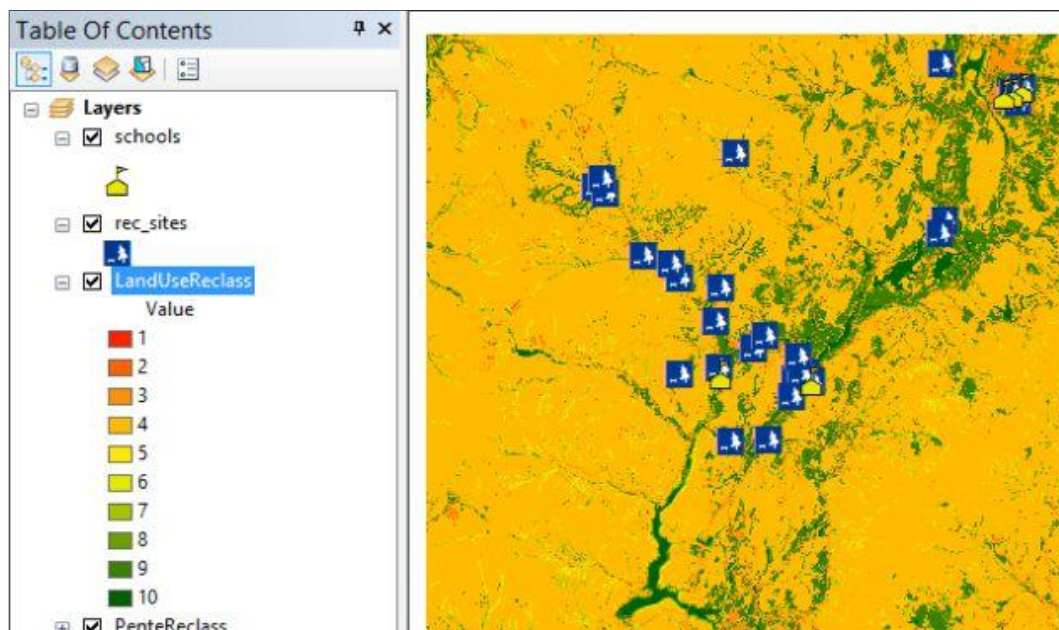 Table Of Contents
Layers
schools
rec_sites
LandUseReclass
Value
1
2
3
4
5
6
7
8
9
10
PenteReclass